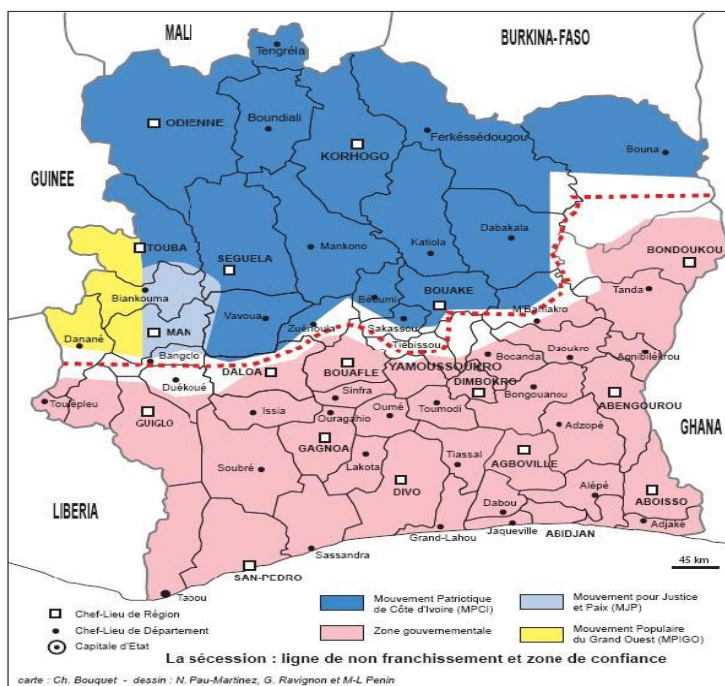 MALI
BURKINA-FASO
Tengréla
ODIENNE
Boundiali
Ferkéssédougou
KORHOGO
Bouna
GUINEE
TOUBA
SEGUELA
Mankono
Katiola
Dabakala
BONDOUKOU
Biankouma
Béoumi
BOUAKE
Tanda
MAN
Vavoua
Zuénoula
Sakassou
M'Bahiakro
Danané
Bangolo
Tiébissou
DALOA
BOUAFLE
YAMOUSSOUKRO
Bocanda
Daoukro
Agnibilékrou
Duékoué
Sinfra
DIMBOKRO
Bongouanou
Toulépleu
GUIGLO
Issia
Ouragahio
Oumé
Toumodi
ABENGOUROU
GAGNOA
Adzopé
GHANA
Soubré
Lakota
Tiassal
AGBOVILLE
LIBERIA
DIVO
Alépé
ABOISSO
Dabou
Grand-Lahou
Jaqueville
ABIDJAN
Adjaké
Sassandra
SAN-PEDRO
45 km
Tabou
Chef-Lieu de Région
Chef-Lieu de Département
Capitale d'Etat
Mouvement Patriotique
de Côte d'Ivoire (MPCI)
Zone gouvernementale
Mouvement pour Justice
et Paix (MJP)
Mouvement Populaire
du Grand Ouest (MPIGO)
La sécession : ligne de non franchissement et zone de confiance
carte : Ch. Bouquet - dessin : N. Pau-Martinez, G. Ravignon et M-L Penin